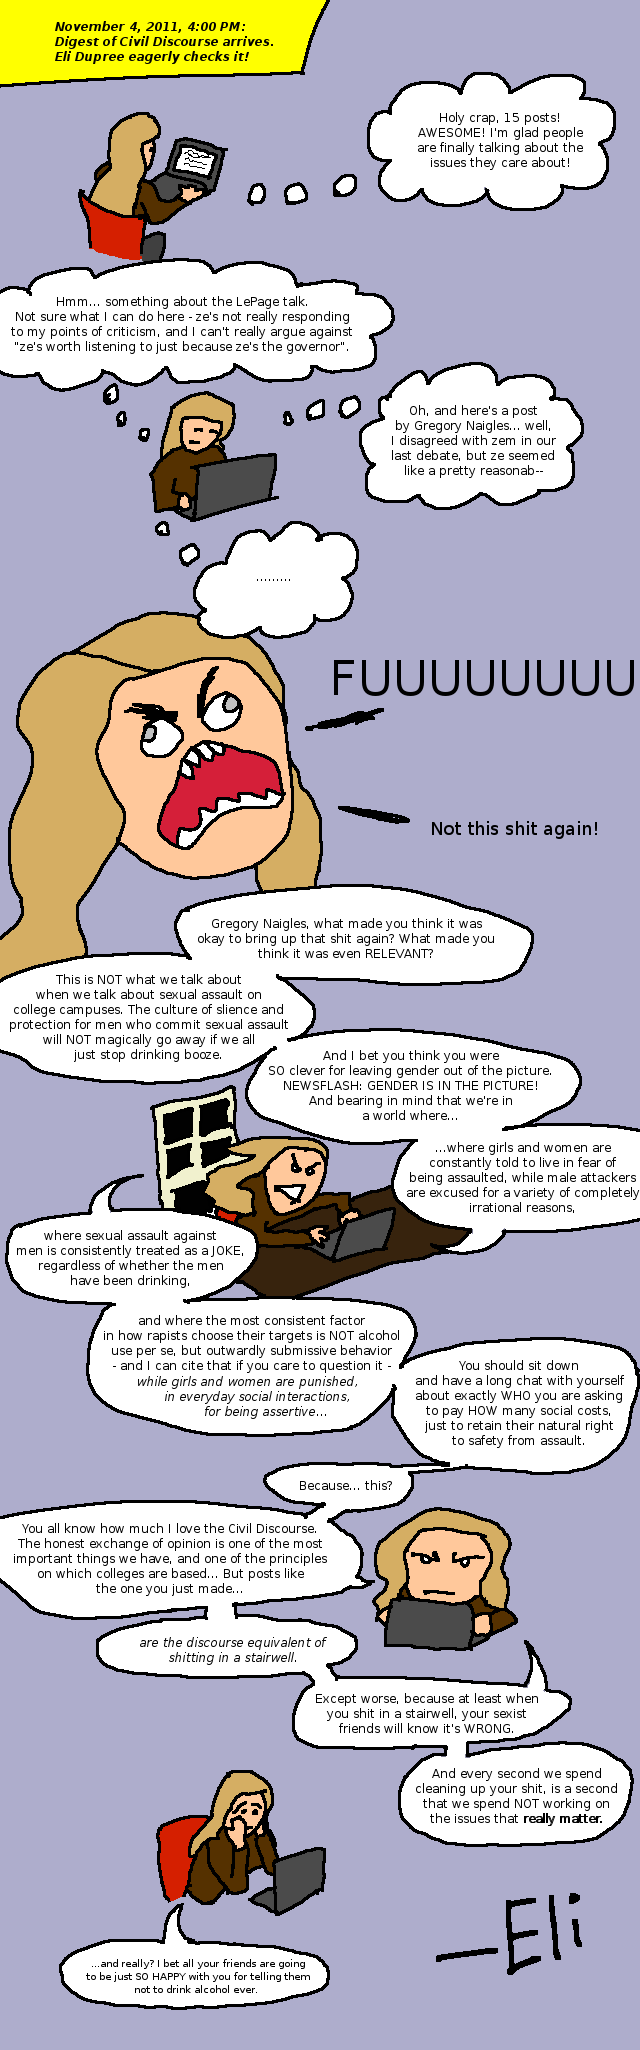 November 4, 2011, 4:00 PM:
Digest of Civil Discourse arrives.
Eli Dupree eagerly checks it!
Holy crap, 15 posts!
AWESOME! I'm glad people
are finally talking about the
issues they care about!
Hmm... something about the LePage talk.
Not sure what I can do here - ze's not really responding
to my points of criticism, and I can't really argue against
"ze's worth listening to just because ze's the governor".
Oh, and here's a post
by Gregory Naigles... well,
I disagreed with zem in our
last debate, but ze seemed
like a pretty reasonab--
.........
FUUUUUUUUU
Not this shit again!
Gregory Naigles, what made you think it was
okay to bring up that shit again? What made you
think it was even RELEVANT?
This is NOT what we talk about
when we talk about sexual assault on
college campuses. The culture of slience and
protection for men who commit sexual assault
will NOT magically go away if we all
just stop drinking booze.
And I bet you think you were
SO clever for leaving gender out of the picture.
NEWSFLASH: GENDER IS IN THE PICTURE!
And bearing in mind that we're in
a world where...
...where girls and women are
constantly told to live in fear of
being assaulted, while male attackers
are excused for a variety of completely
irrational reasons,
where sexual assault against
men is consistently treated as a JOKE,
regardless of whether the men
have been drinking,
and where the most consistent factor
in how rapists choose their targets is NOT alcohol
use per se, but outwardly submissive behavior
- and I can cite that if you care to question it -
while girls and women are punished,
in everyday social interactions,
for being assertive...
You should sit down
and have a long chat with yourself
about exactly WHO you are asking
to pay HOW many social costs,
just to retain their natural right
to safety from assault.
Because... this?
You all know how much I love the Civil Discourse.
The honest exchange of opinion is one of the most
important things we have, and one of the principles
on which colleges are based... But posts like
the one you just made...
are the discourse equivalent of
shitting in a stairwell.
Except worse, because at least when
you shit in a stairwell, your sexist
friends will know it's WRONG.
And every second we spend
cleaning up your shit, is a second
that we spend NOT working on
the issues that really matter.
...and really? I bet all your friends are going
to be just SO HAPPY with you for telling them
not to drink alcohol ever.
—Eli